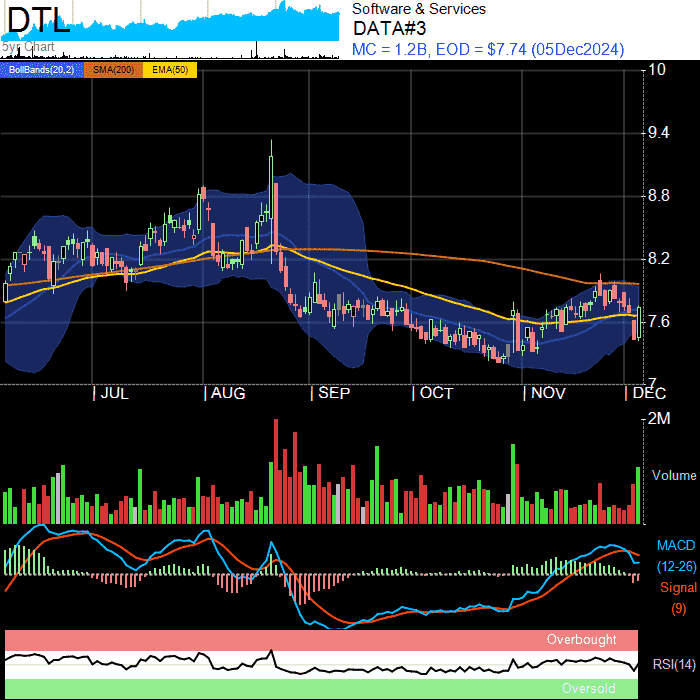 DTL
5yr Chart
Software & Services
DATA#3
MC = 1.2B, EOD = $7.74 (05Dec2024)
BollBands(20,2) SMA(200) EMA(50)
10
9.4
8.8
8.2
7.6
7
| JUL | AUG | SEP | OCT | NOV | DEC
2M
Volume
MACD
(12-26)
Signal
(9)
Overbought
RSI(14)
Oversold